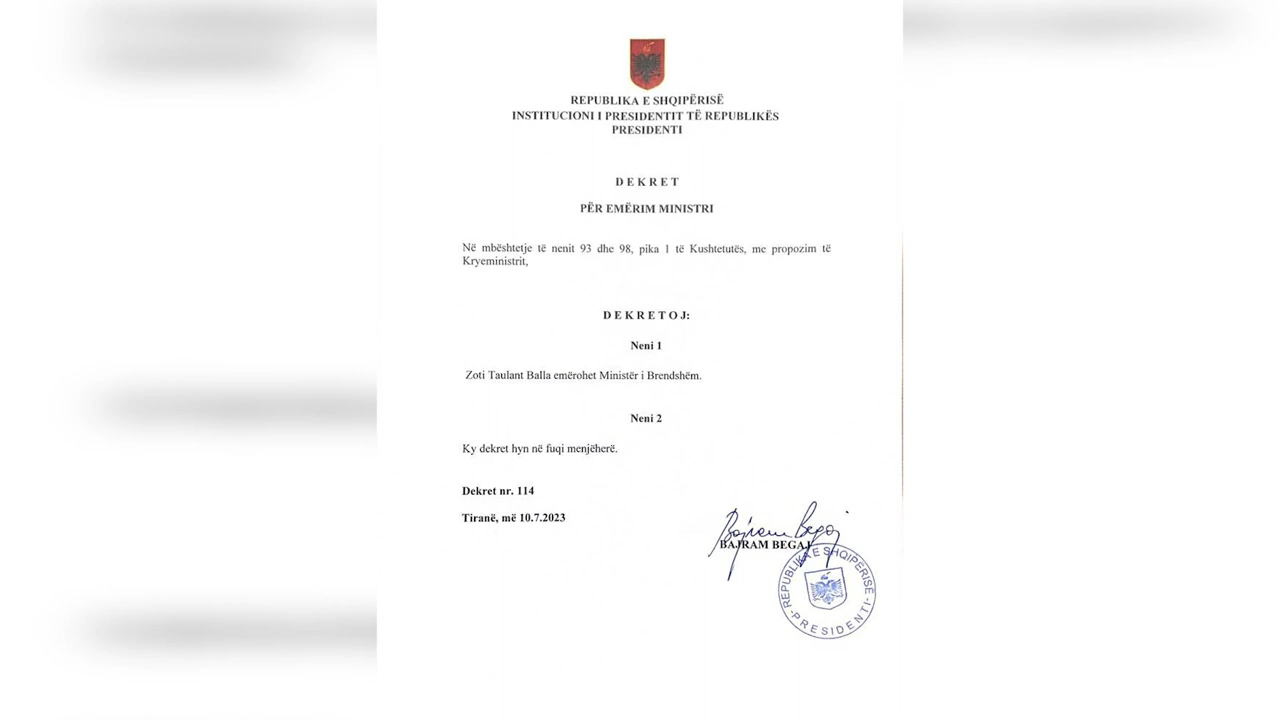 REPUBLIKA E SHQIPËRISË
INSTITUCIONI I PRESIDENTIT TË REPUBLIKËS
PRESIDENTI
D E K R E T
PËR EMËRIM MINISTRI
Në mbështetje të nenit 93 dhe 98, pika 1 të Kushtetutës, me propozim të
Kryeministrit,
D E K R E T O J:
Neni 1
Zoti Taulant Balla emërohet Ministër i Brendshëm.
Neni 2
Ky dekret hyn në fuqi menjëherë.
Dekret nr. 114
Tiranë, më 10.7.2023
Bajram Begaj
BAJRAM BEGAJ
REPUBLIKA E SHQIPËRISË
-PRESIDENTI-